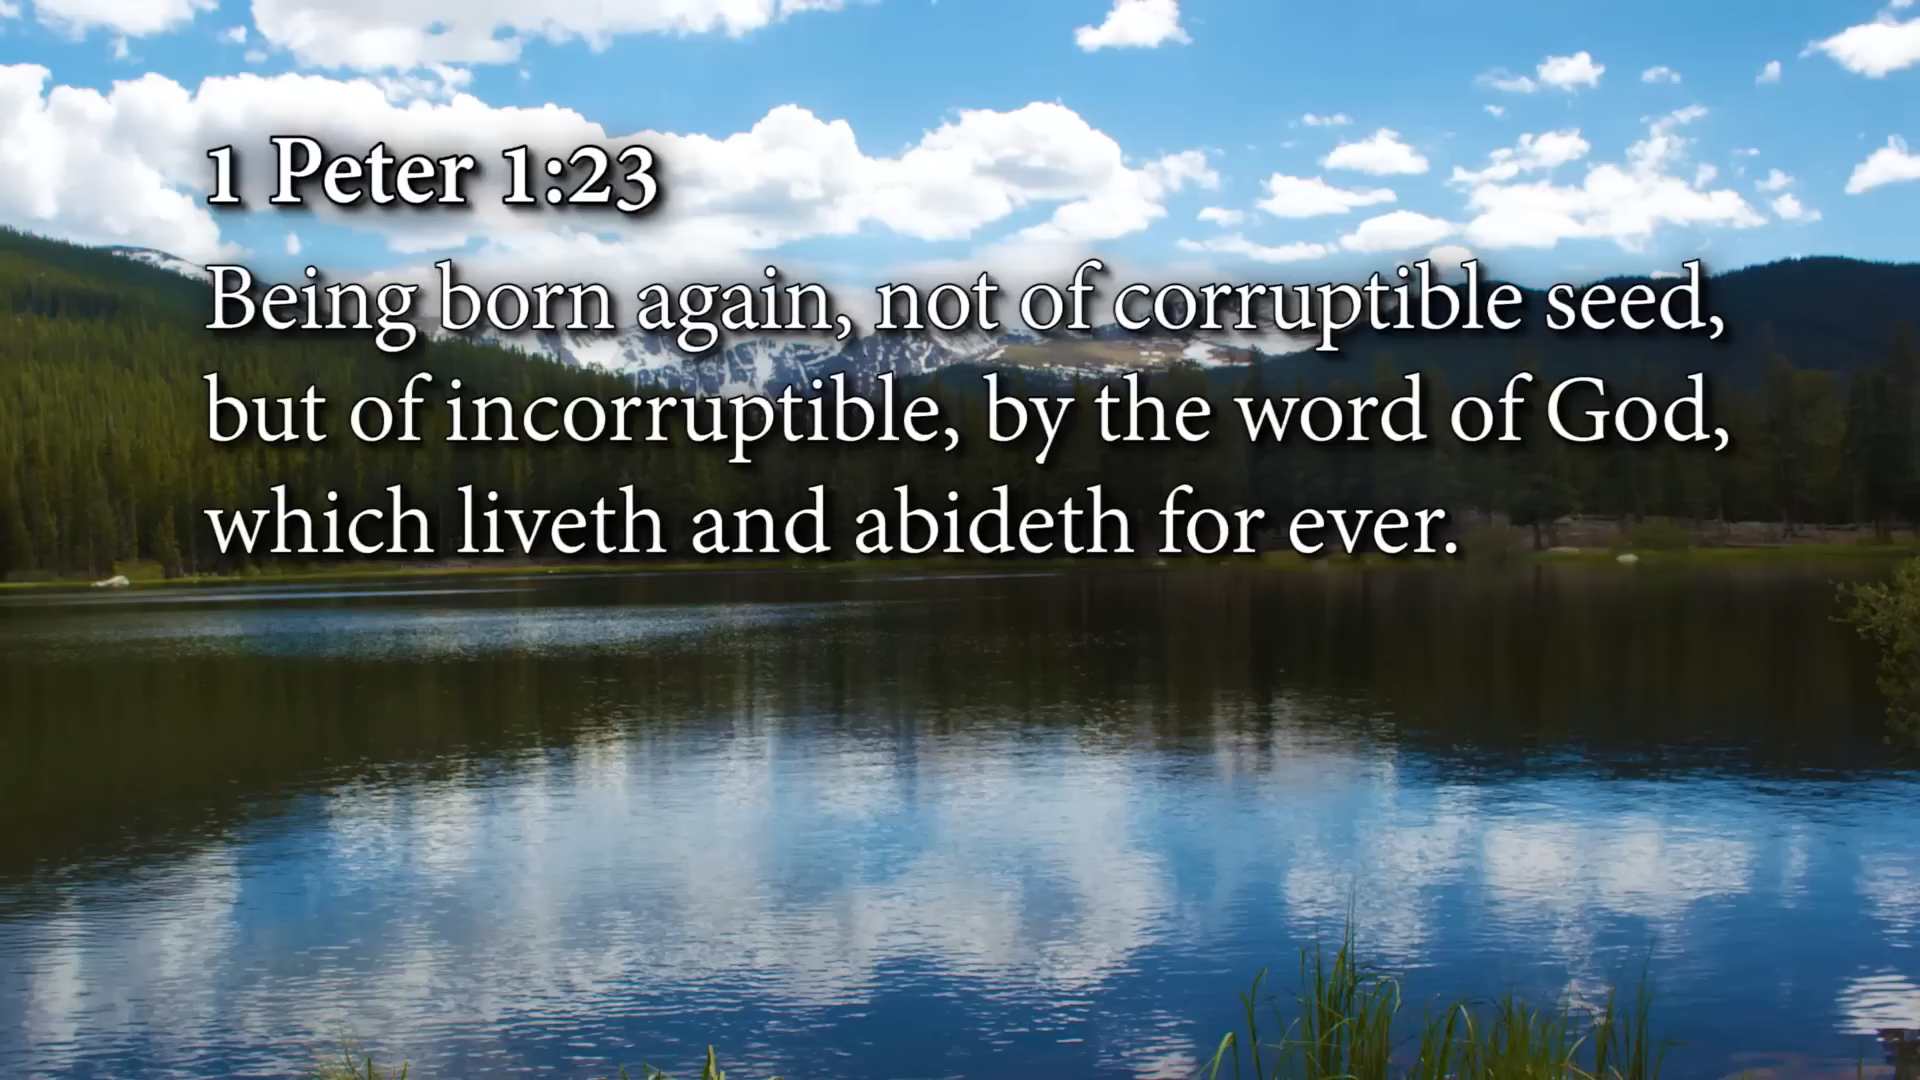 1 Peter 1:23
Being born again, not of corruptible seed,
but of incorruptible, by the word of God,
which liveth and abideth for ever.